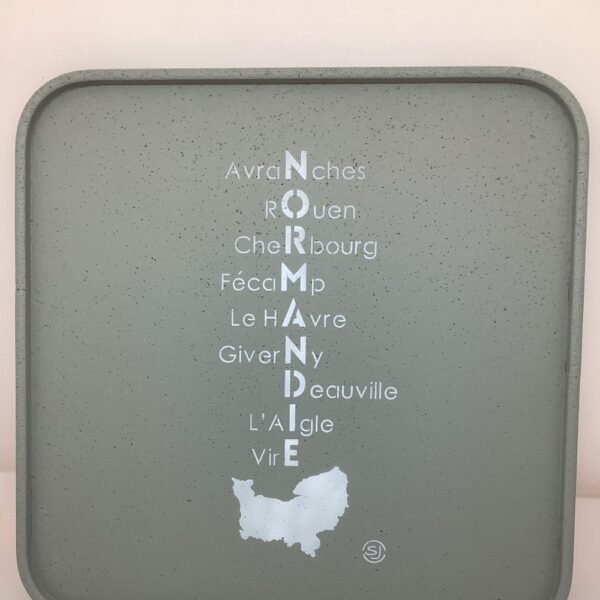 AvraNches
ROuen
CheRbourg
FécaMp
Le HAvre
GiverNy
Deauville
L'AIgle
VirE
SJ